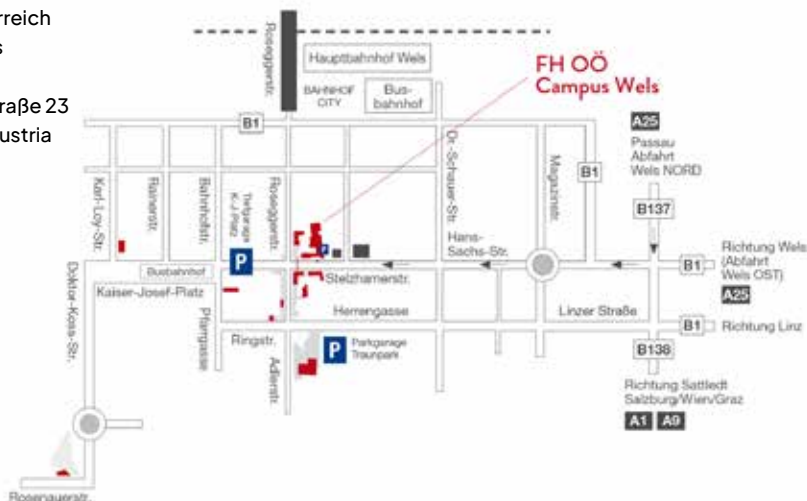 rreich
s
raße 23
ustria
Roseggerstr.
Hauptbahnhof Wels
BAHNHOF
CITY
Bus-
bahnhof
FH OÖ
Campus Wels
B1
Karl-Loy-Str.
Rainerstr.
Bahnhofstr.
Tiefgarage
K.-J.-Platz
Roseggerstr.
Dr.-Schauer-Str.
Magazinstr.
B1
A25
Passau
Abfahrt
Wels NORD
B137
P
P
Hans-
Sachs-Str.
Busbahnhof
Stelzhamerstr.
B1
Richtung Wels
(Abfahrt
Wels OST)
A25
Doktor-Koss-Str.
Kaiser-Josef-Platz
Pfarrgasse
Herrengasse
Linzer Straße
B1
Richtung Linz
Ringstr.
Adlerstr.
P
Parkgarage
Traunpark
B138
Richtung Sattledt
Salzburg/Wien/Graz
A1 A9
Rosenauerstr.